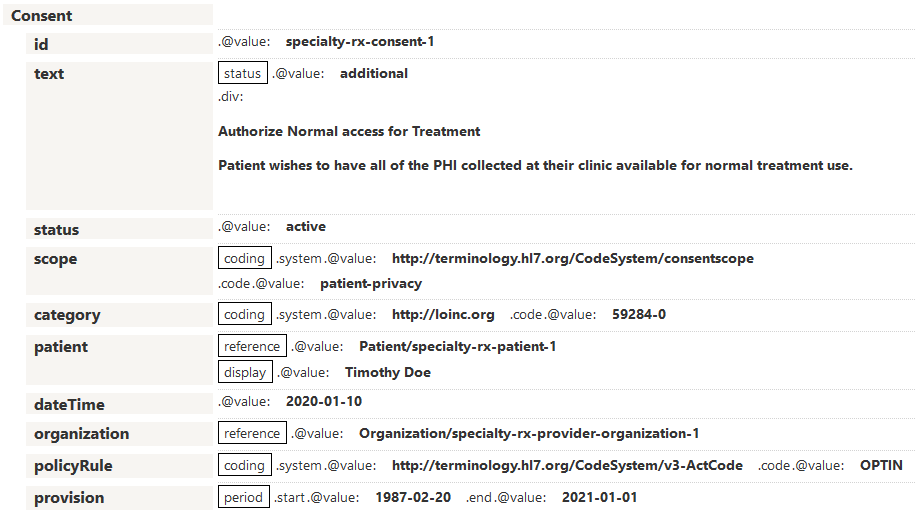 Consent
id .@value: specialty-rx-consent-1
text status .@value: additional
.div:
Authorize Normal access for Treatment
Patient wishes to have all of the PHI collected at their clinic available for normal treatment use.
status .@value: active
scope coding .system.@value: http://terminology.hl7.org/CodeSystem/consentscope
.code.@value: patient-privacy
category coding .system.@value: http://loinc.org .code.@value: 59284-0
patient reference .@value: Patient/specialty-rx-patient-1
display .@value: Timothy Doe
dateTime .@value: 2020-01-10
organization reference .@value: Organization/specialty-rx-provider-organization-1
policyRule coding .system.@value: http://terminology.hl7.org/CodeSystem/v3-ActCode .code.@value: OPTIN
provision period .start.@value: 1987-02-20 .end.@value: 2021-01-01